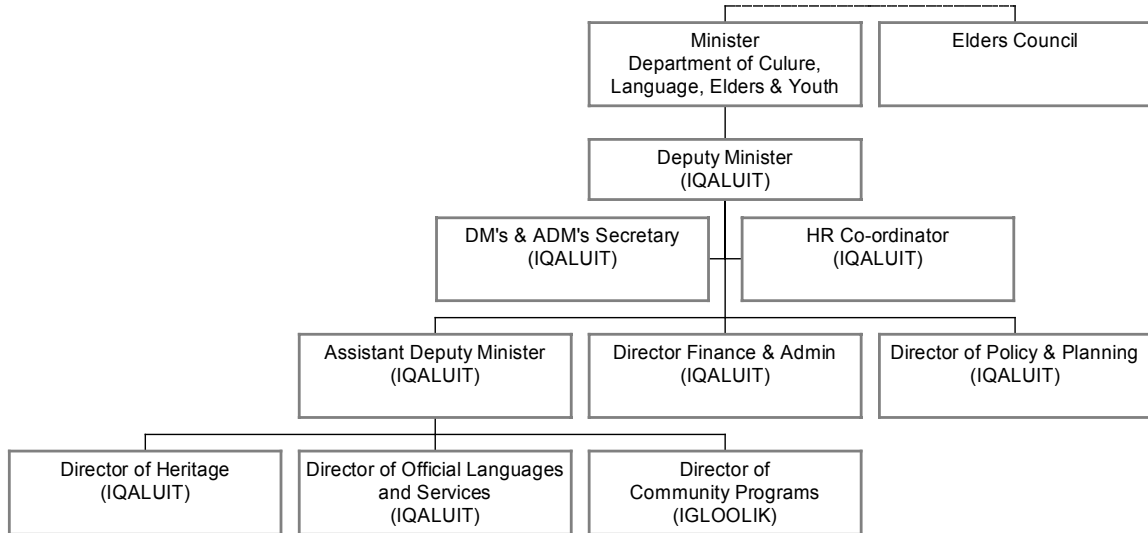 Minister
Department of Culure,
Language, Elders & Youth
Elders Council
Deputy Minister
(IQALUIT)
DM's & ADM's Secretary
(IQALUIT)
HR Co-ordinator
(IQALUIT)
Assistant Deputy Minister
(IQALUIT)
Director Finance & Admin
(IQALUIT)
Director of Policy & Planning
(IQALUIT)
Director of Heritage
(IQALUIT)
Director of Official Languages
and Services
(IQALUIT)
Director of
Community Programs
(IGLOOLIK)